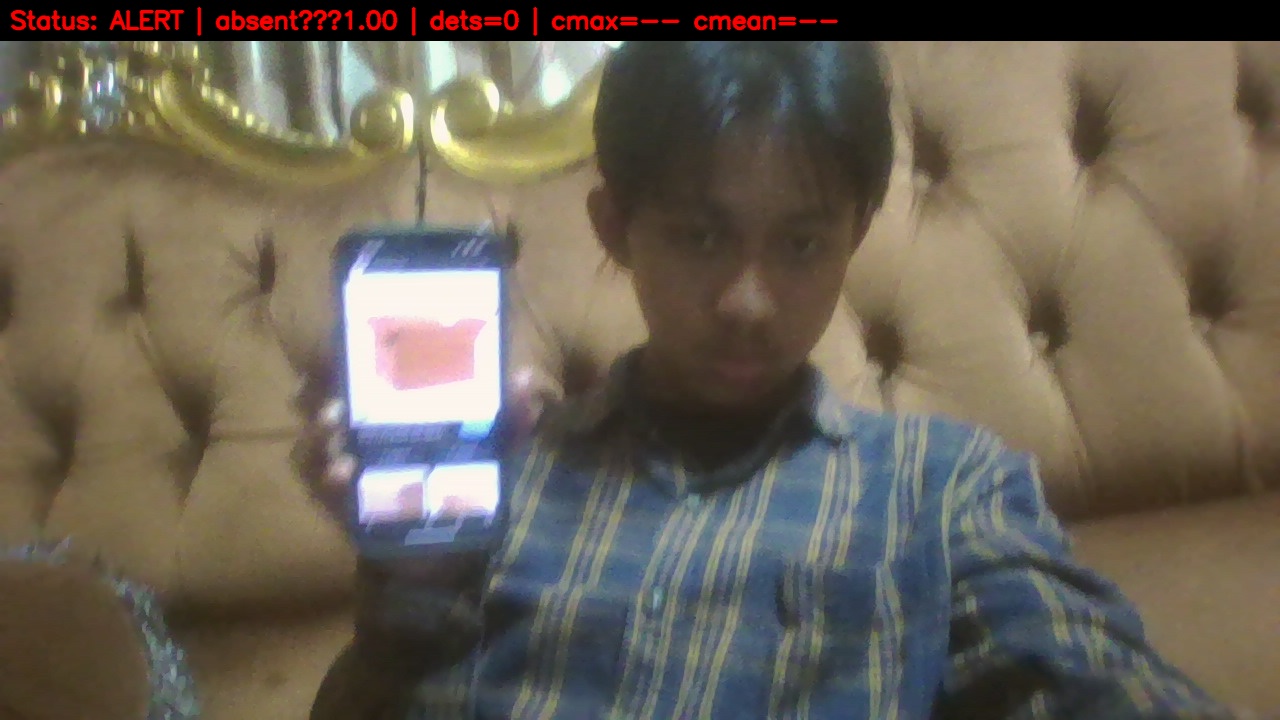 Status: ALERT | absent???1.00 | dets=0 | cmax=-- cmean=--